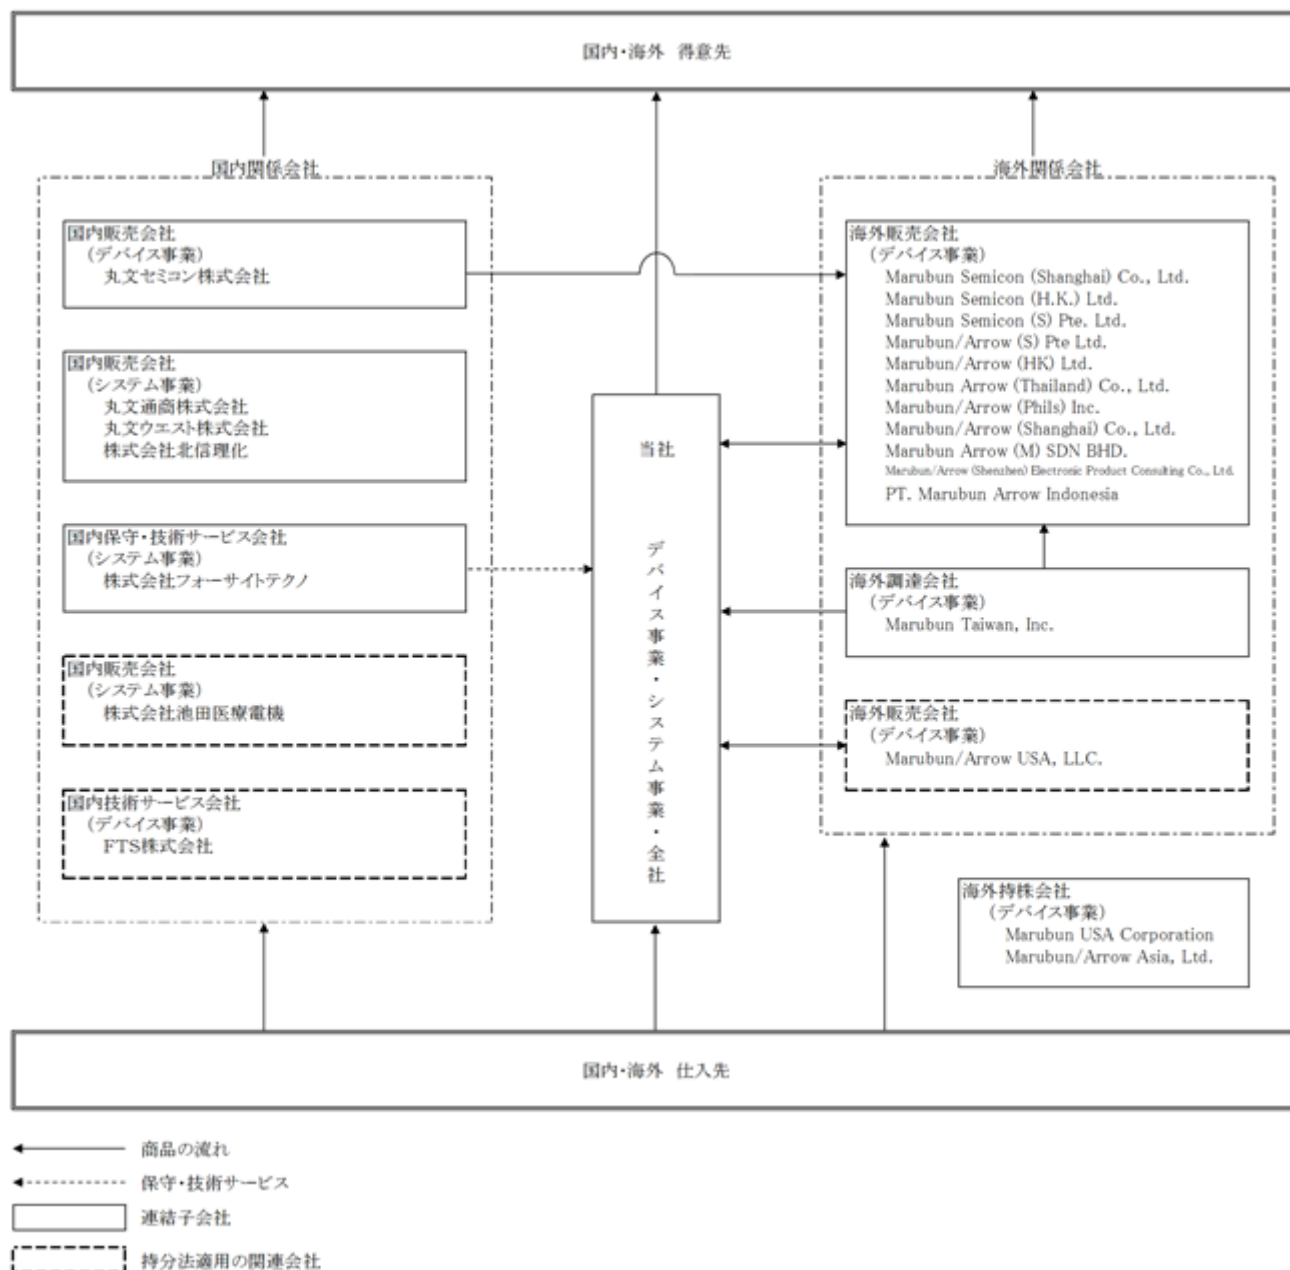 国内・海外 得意先
国内関係会社
国内販売会社
(デバイス事業)
丸文セミコン株式会社
国内販売会社
(システム事業)
丸文通商株式会社
丸文ウエスト株式会社
株式会社北信理化
国内保守・技術サービス会社
(システム事業)
株式会社フォーサイトテクノ
国内販売会社
(システム事業)
株式会社池田医療電機
国内技術サービス会社
(デバイス事業)
FTS株式会社
当社
デバイス事業・システム事業・全社
海外関係会社
海外販売会社
(デバイス事業)
Marubun Semicon (Shanghai) Co., Ltd.
Marubun Semicon (H.K.) Ltd.
Marubun Semicon (S) Pte. Ltd.
Marubun/Arrow (S) Pte Ltd.
Marubun/Arrow (HK) Ltd.
Marubun Arrow (Thailand) Co., Ltd.
Marubun/Arrow (Phils) Inc.
Marubun/Arrow (Shanghai) Co., Ltd.
Marubun Arrow (M) SDN BHD.
Marubun/Arrow (Shenzhen) Electronic Product Consulting Co., Ltd.
PT. Marubun Arrow Indonesia
海外調達会社
(デバイス事業)
Marubun Taiwan, Inc.
海外販売会社
(デバイス事業)
Marubun/Arrow USA, LLC.
海外持株会社
(デバイス事業)
Marubun USA Corporation
Marubun/Arrow Asia, Ltd.
国内・海外 仕入先
商品の流れ
保守・技術サービス
連結子会社
持分法適用の関連会社